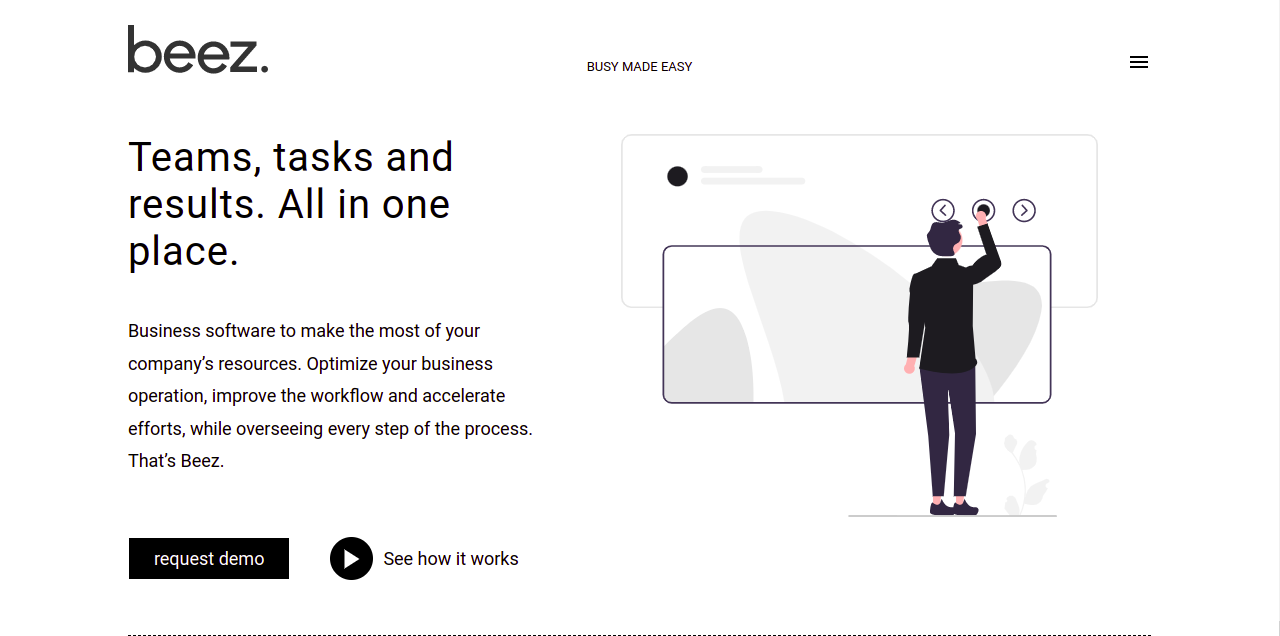 beez.
BUSY MADE EASY
Teams, tasks and
results. All in one
place.
Business software to make the most of your
company’s resources. Optimize your business
operation, improve the workflow and accelerate
efforts, while overseeing every step of the process.
That’s Beez.
request demo
See how it works